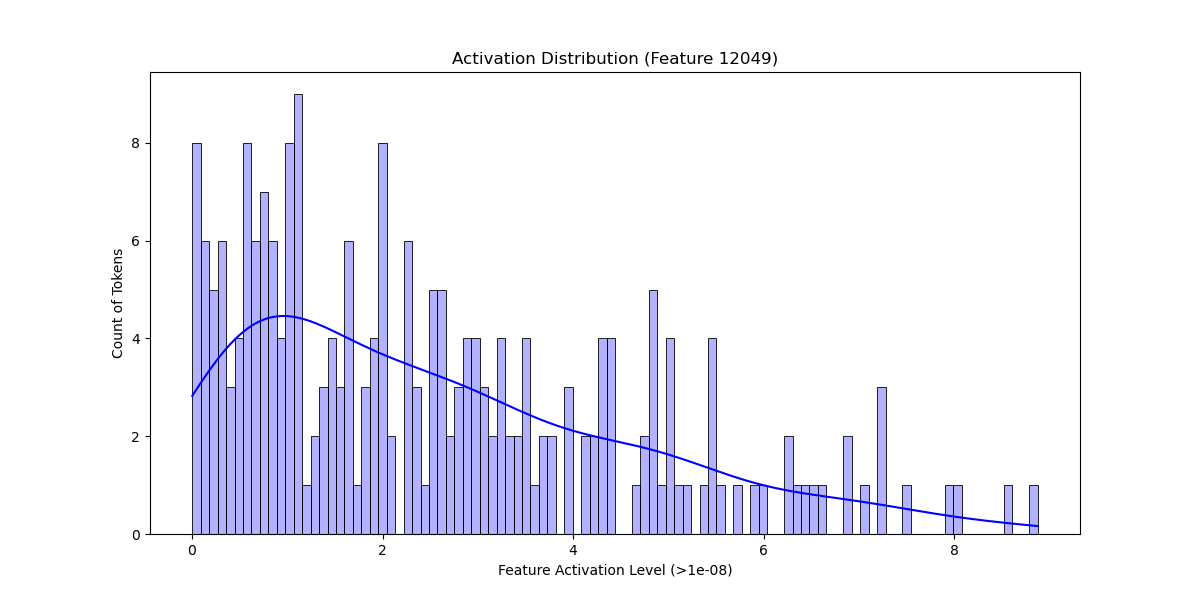 Activation Distribution (Feature 12049)
Count of Tokens
8
6
4
2
0
0 2 4 6 8
Feature Activation Level (>1e-08)